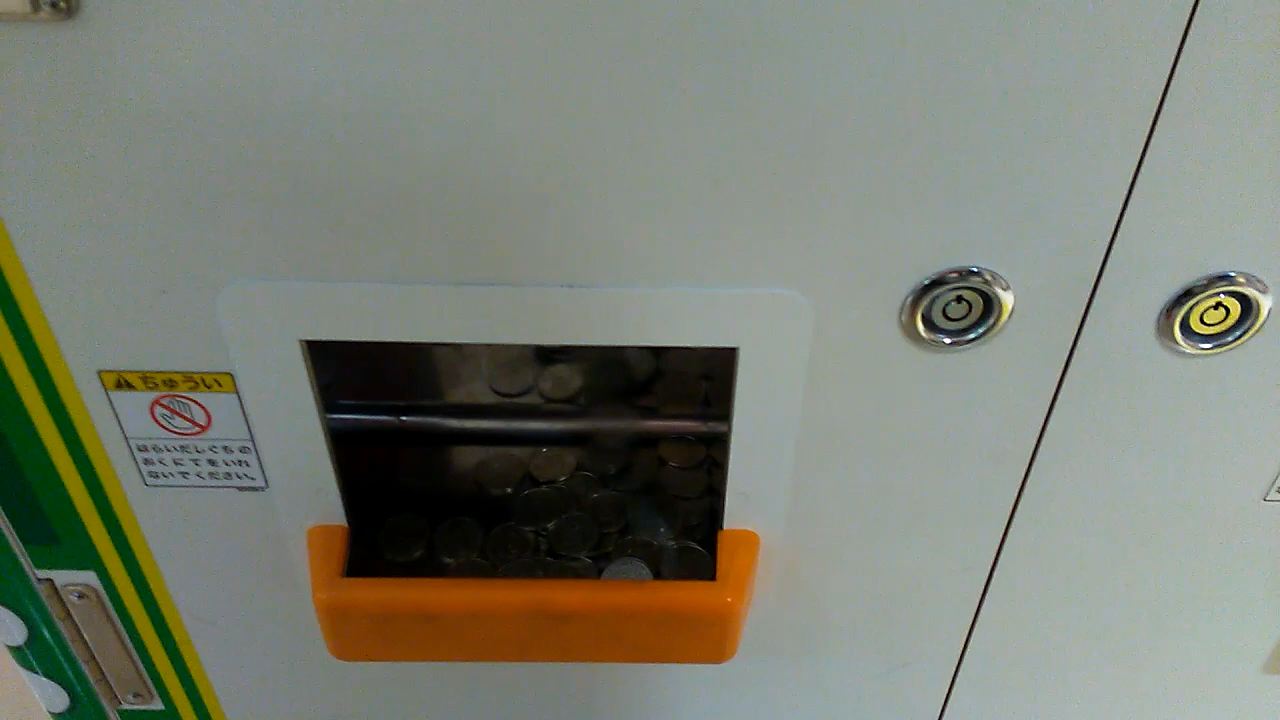 ちゅうい
はらいだしぐちの
おくにてをいれ
ないでください。